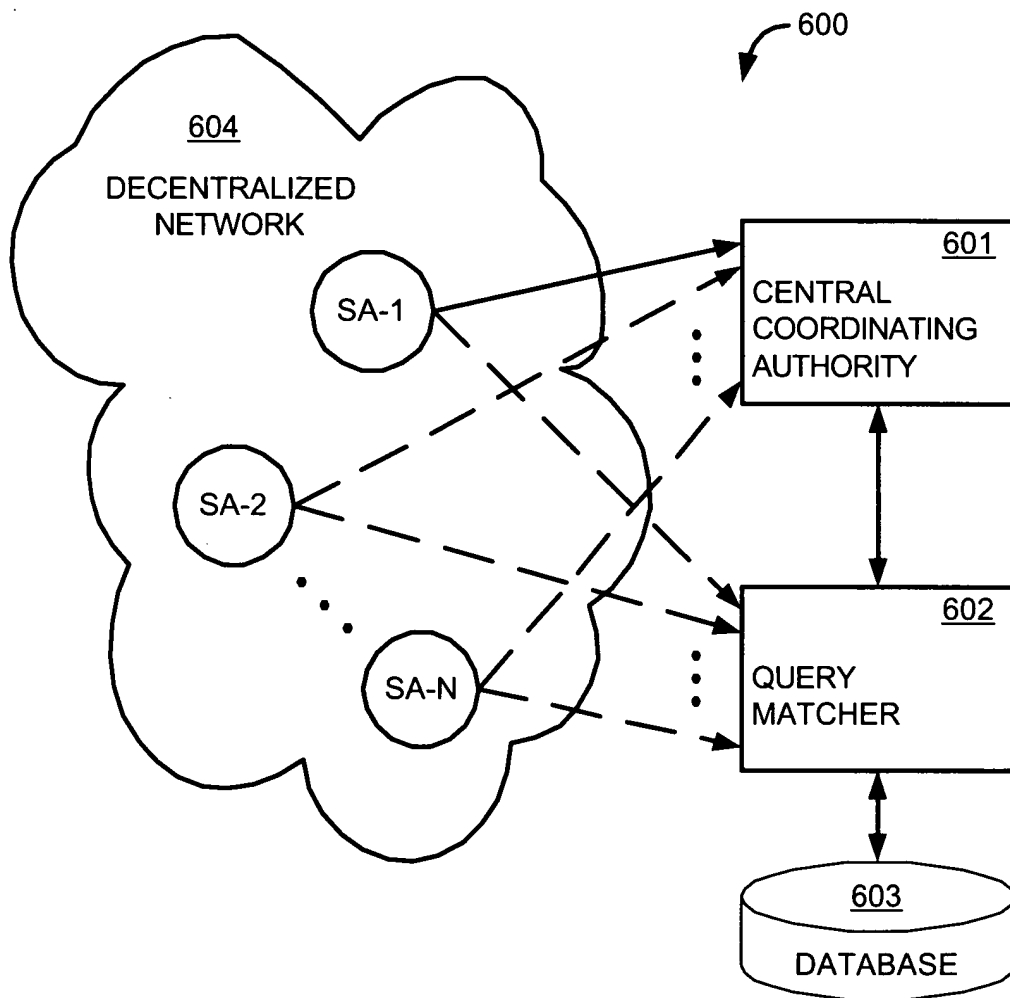 600
604
DECENTRALIZED
NETWORK
601
CENTRAL
COORDINATING
AUTHORITY
SA-1
SA-2
SA-N
602
QUERY
MATCHER
603
DATABASE